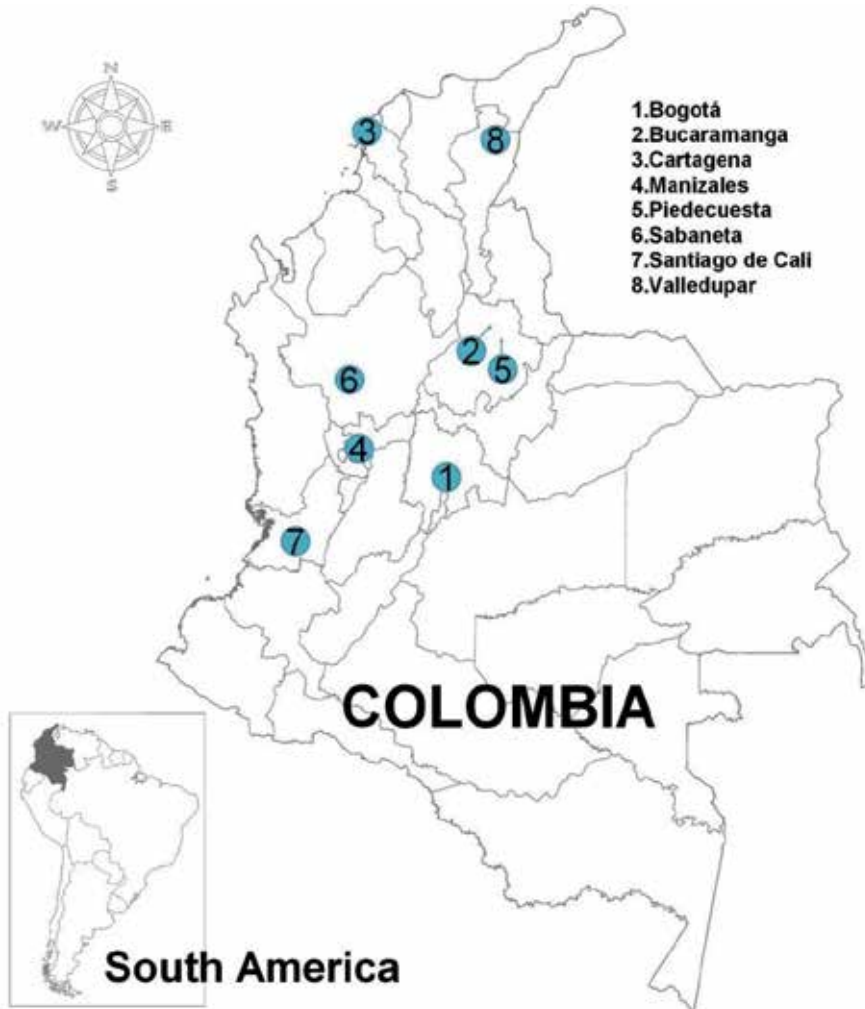 N
W
E
S
3
8
1.Bogotá
2.Bucaramanga
3.Cartagena
4.Manizales
5.Piedecuesta
6.Sabaneta
7.Santiago de Cali
8.Valledupar
2
5
6
4
1
7
COLOMBIA
South America